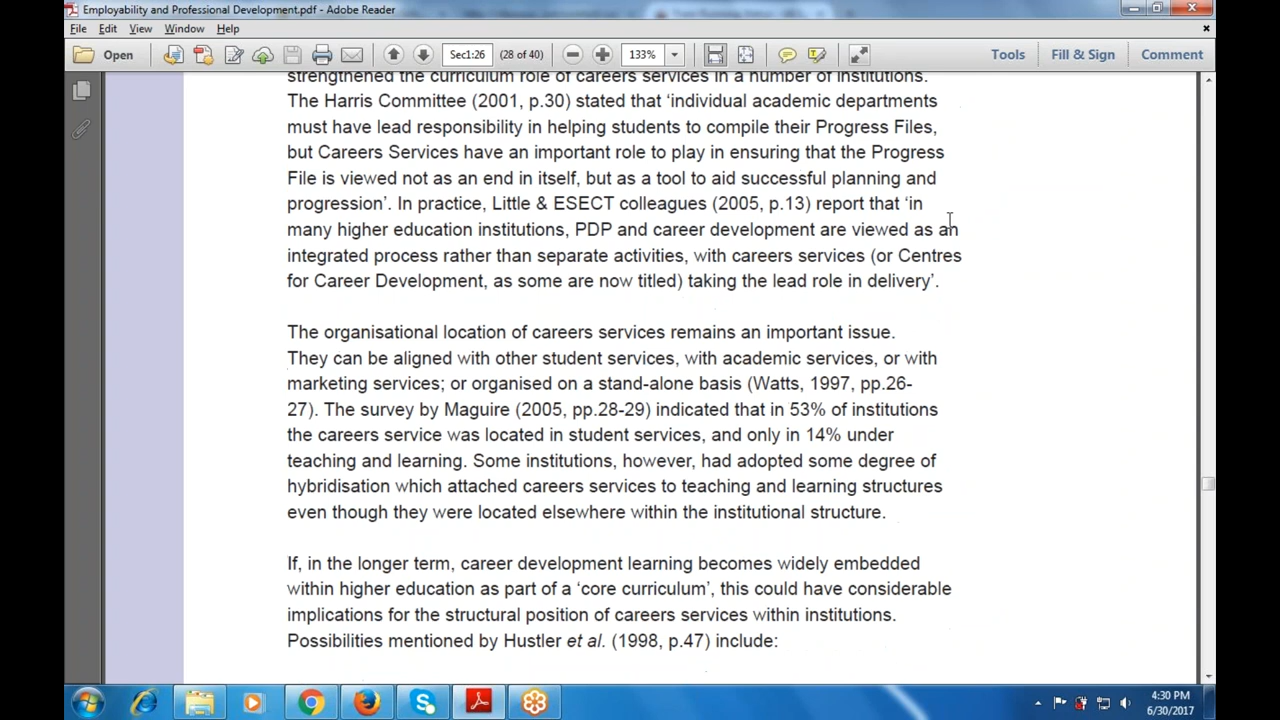 Employability and Professional Development.pdf - Adobe Reader
File Edit View Window Help
Open Sec1:26 (28 of 40) 133% Tools Fill & Sign Comment
strengthened the curriculum role of careers services in a number of institutions.
The Harris Committee (2001, p.30) stated that ‘individual academic departments
must have lead responsibility in helping students to compile their Progress Files,
but Careers Services have an important role to play in ensuring that the Progress
File is viewed not as an end in itself, but as a tool to aid successful planning and
progression’. In practice, Little & ESECT colleagues (2005, p.13) report that ‘in
many higher education institutions, PDP and career development are viewed as an
integrated process rather than separate activities, with careers services (or Centres
for Career Development, as some are now titled) taking the lead role in delivery’.
The organisational location of careers services remains an important issue.
They can be aligned with other student services, with academic services, or with
marketing services; or organised on a stand-alone basis (Watts, 1997, pp.26-
27). The survey by Maguire (2005, pp.28-29) indicated that in 53% of institutions
the careers service was located in student services, and only in 14% under
teaching and learning. Some institutions, however, had adopted some degree of
hybridisation which attached careers services to teaching and learning structures
even though they were located elsewhere within the institutional structure.
If, in the longer term, career development learning becomes widely embedded
within higher education as part of a ‘core curriculum’, this could have considerable
implications for the structural position of careers services within institutions.
Possibilities mentioned by Hustler et al. (1998, p.47) include:
4:30 PM
6/30/2017